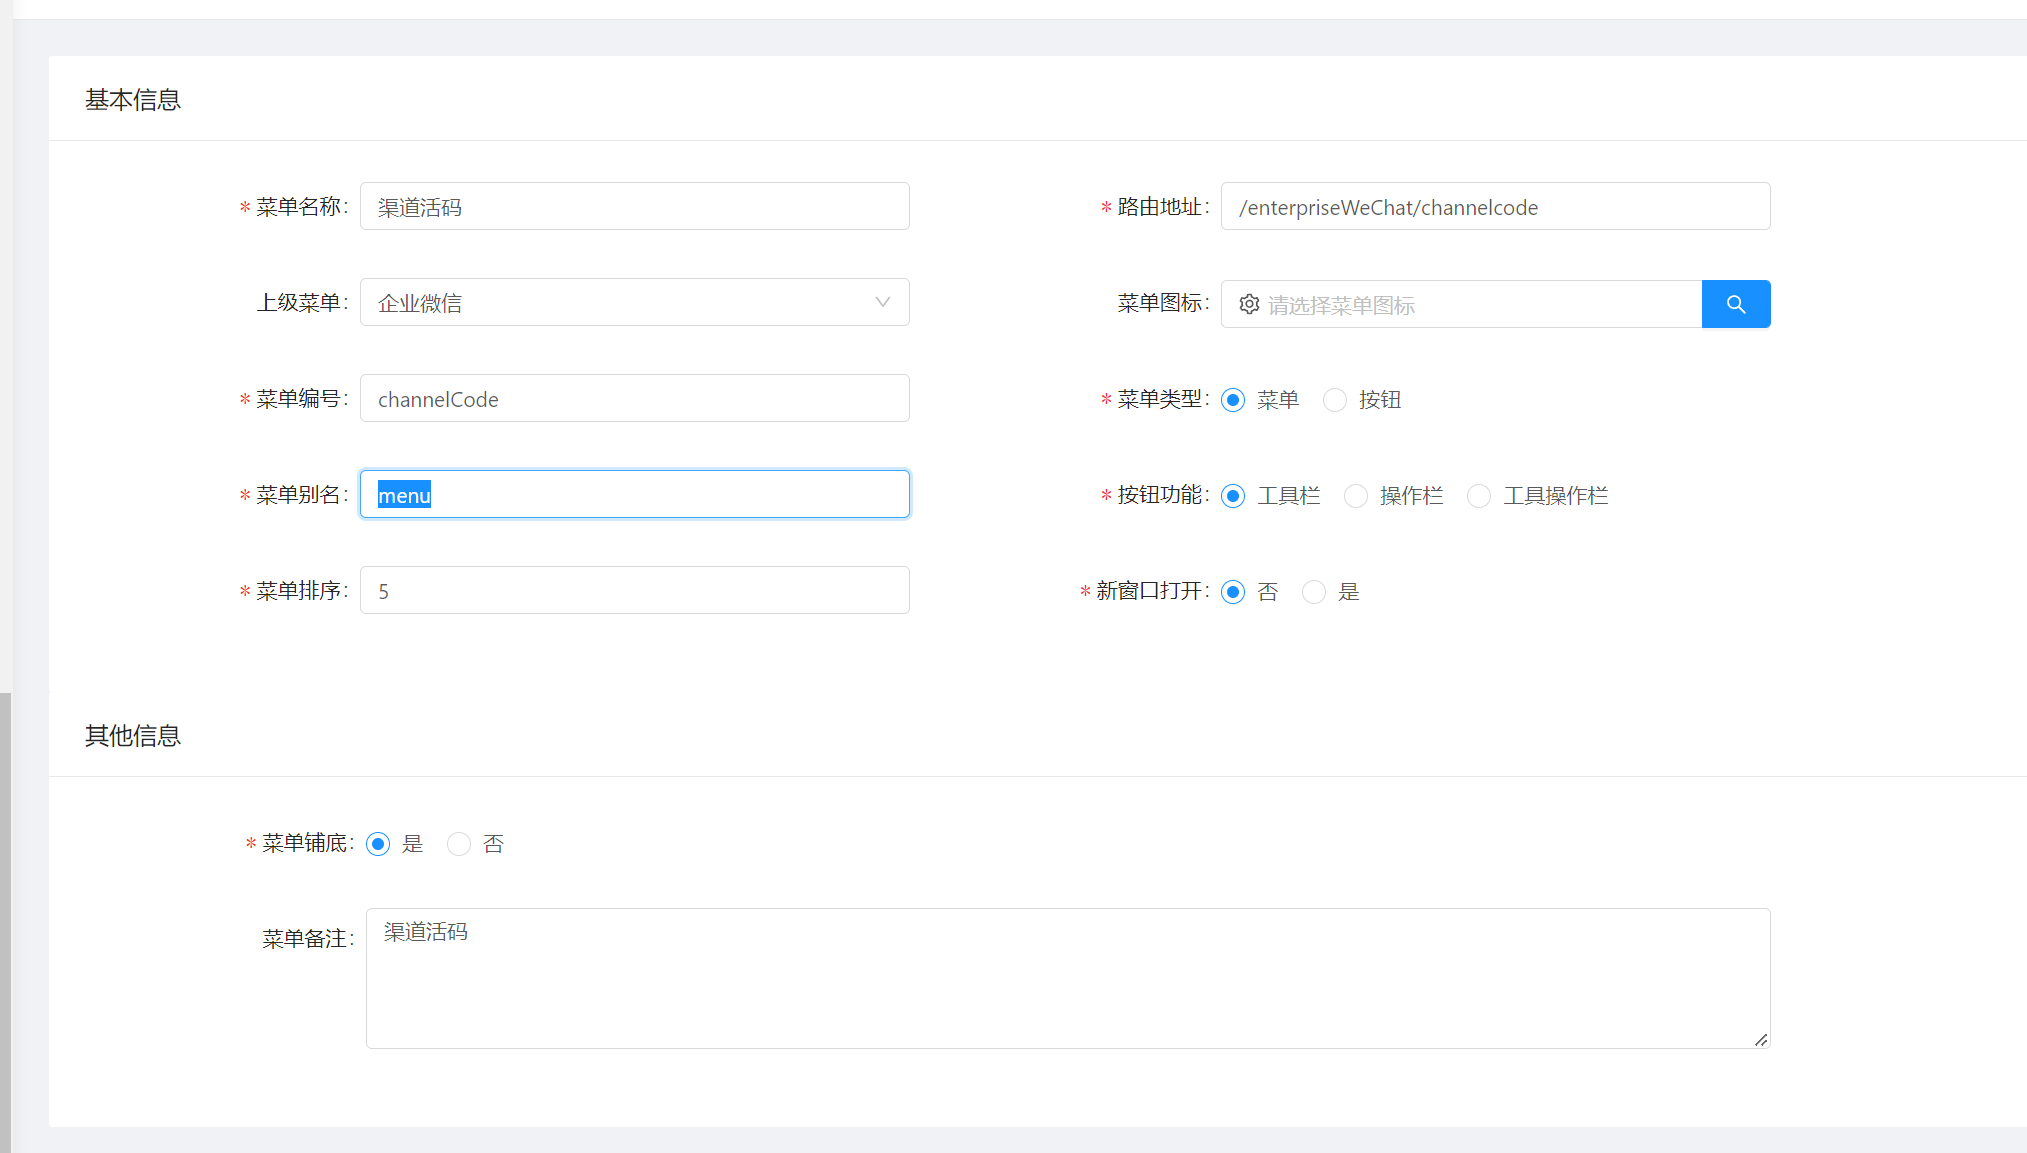 基本信息
* 菜单名称: 渠道活码
* 路由地址: /enterpriseWeChat/channelcode
上级菜单: 企业微信
菜单图标: 请选择菜单图标
* 菜单编号: channelCode
* 菜单类型: 菜单 按钮
* 菜单别名: menu
* 按钮功能: 工具栏 操作栏 工具操作栏
* 菜单排序: 5
* 新窗口打开: 否 是
其他信息
* 菜单铺底: 是 否
菜单备注: 渠道活码